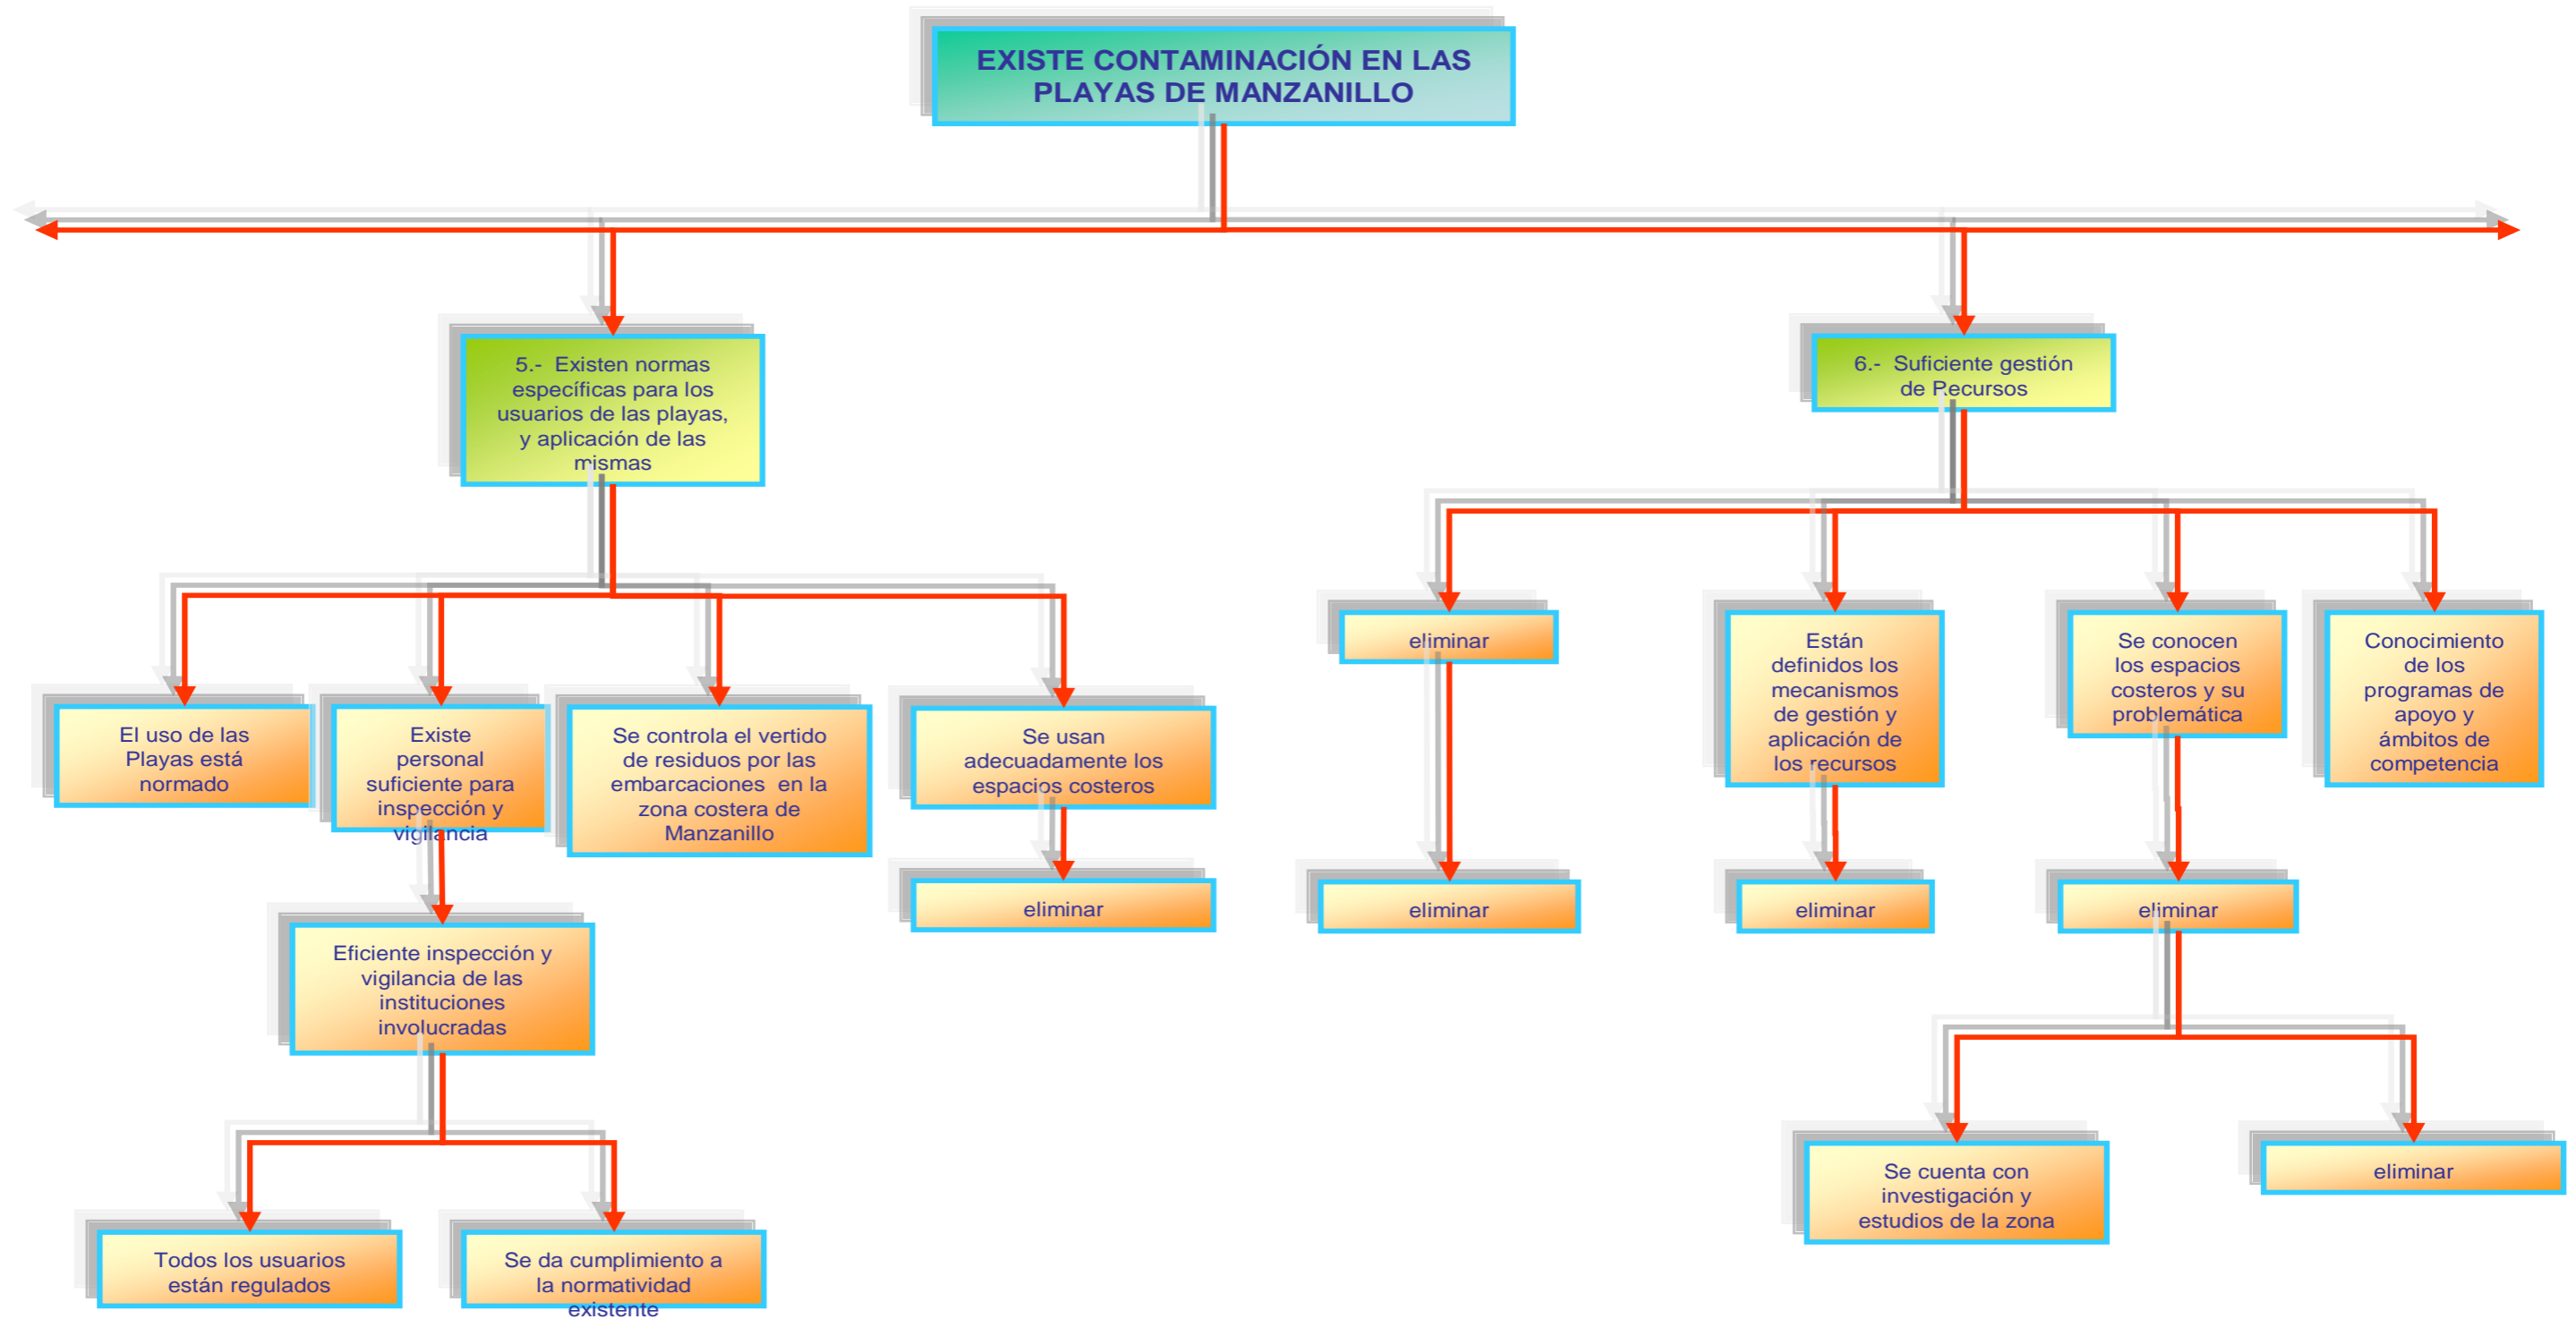 EXISTE CONTAMINACIÓN EN LAS
PLAYAS DE MANZANILLO
5.- Existen normas
específicas para los
usuarios de las playas,
y aplicación de las
mismas
6.- Suficiente gestión
de Recursos
El uso de las
Playas está
normado
Existe
personal
suficiente para
inspección y
vigilancia
Se controla el vertido
de residuos por las
embarcaciones en la
zona costera de
Manzanillo
Se usan
adecuadamente los
espacios costeros
eliminar
Están
definidos los
mecanismos
de gestión y
aplicación de
los recursos
Se conocen
los espacios
costeros y su
problemática
Conocimiento
de los
programas de
apoyo y
ámbitos de
competencia
eliminar
eliminar
eliminar
eliminar
Eficiente inspección y
vigilancia de las
instituciones
involucradas
Todos los usuarios
están regulados
Se da cumplimiento a
la normatividad
existente
Se cuenta con
investigación y
estudios de la zona
eliminar